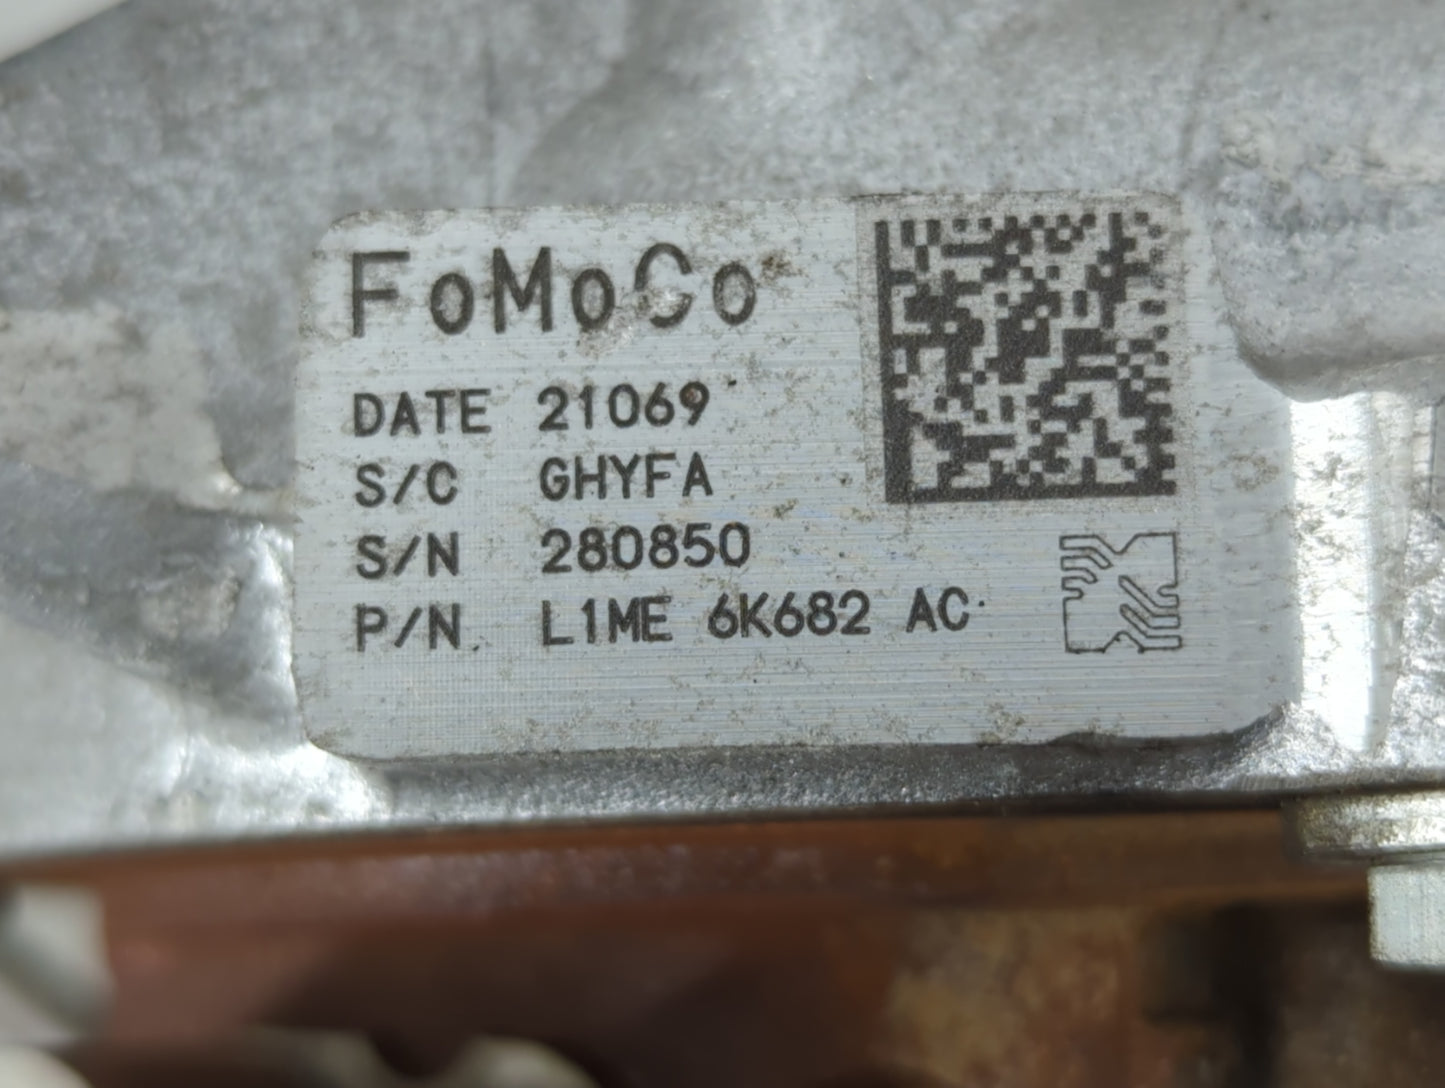 FoMoCo
DATE 21069
S/C GHYFA
S/N 280850
P/N L1ME 6K682 AC